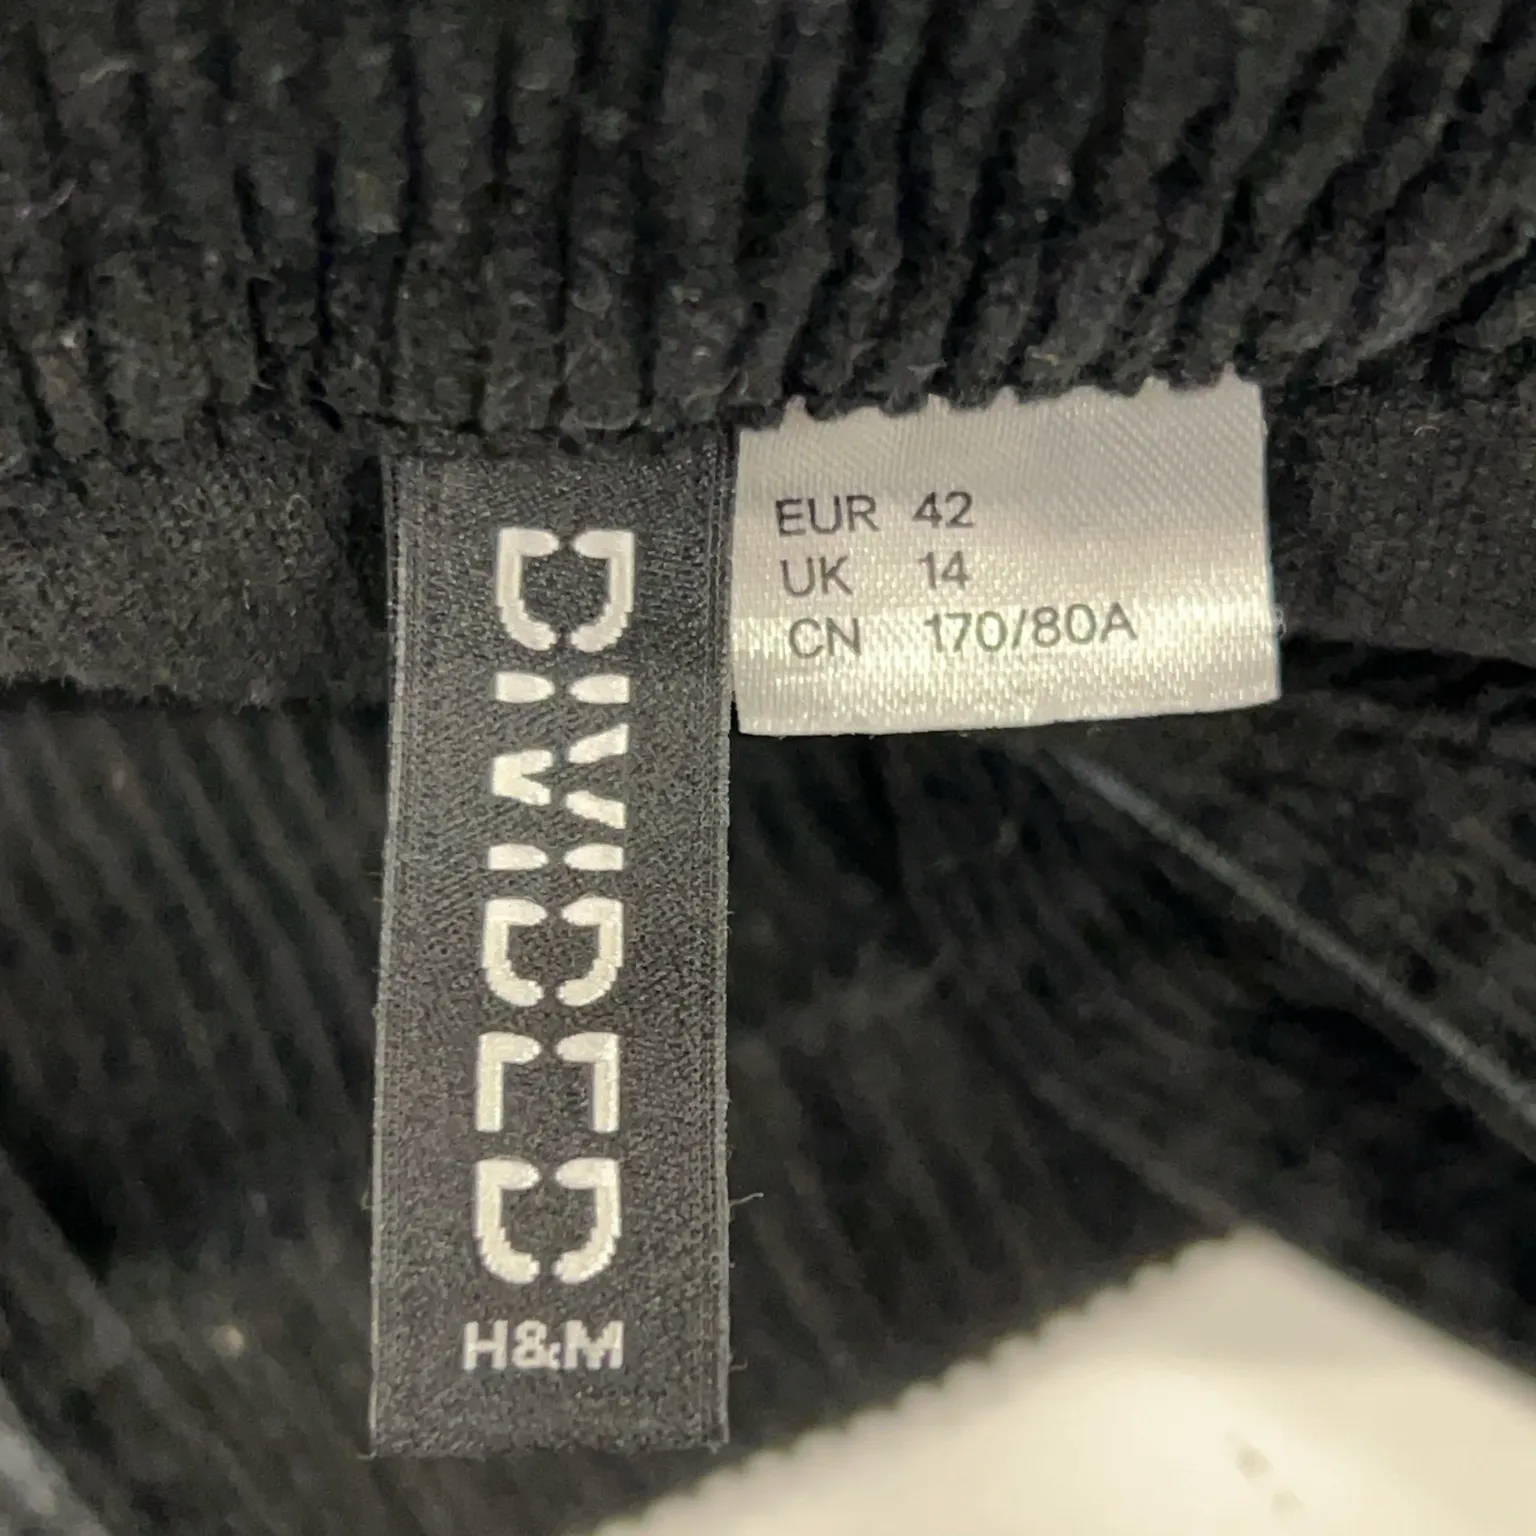 DIVIDED
H&M
EUR 42
UK 14
CN 170/80A